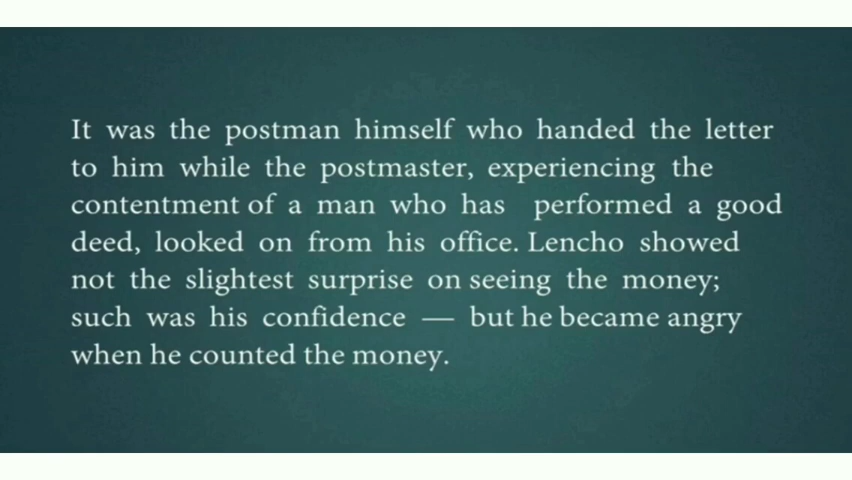 It was the postman himself who handed the letter
to him while the postmaster, experiencing the
contentment of a man who has performed a good
deed, looked on from his office. Lencho showed
not the slightest surprise on seeing the money;
such was his confidence — but he became angry
when he counted the money.